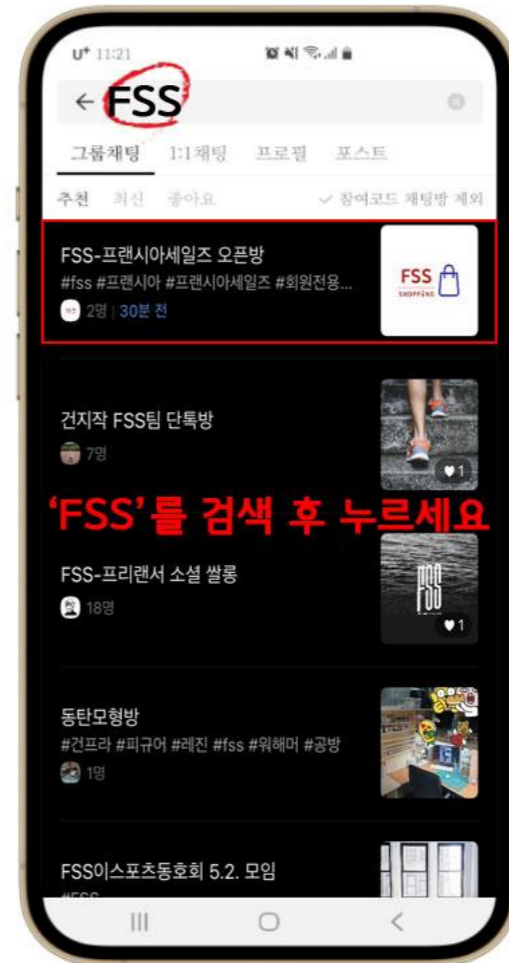 U+ 11:21
FSS
그룹채팅 1:1채팅 프로필 포스트
추천 최신 좋아요 ✓ 참여코드 채팅방 제외
FSS-프랜시아세일즈 오픈방
#fss #프랜시아 #프랜시아세일즈 #회원전용...
2명 | 30분 전
FSS
SHOPPING
건지작 FSS팀 단톡방
7명
1
'FSS'를 검색 후 누르세요
FSS-프리랜서 소셜 쌀롱
18명
FSS
1
동탄모형방
#건프라 #피규어 #레진 #fss #워해머 #공방
1명
FSS이스포츠동호회 5.2. 모임
#FSS